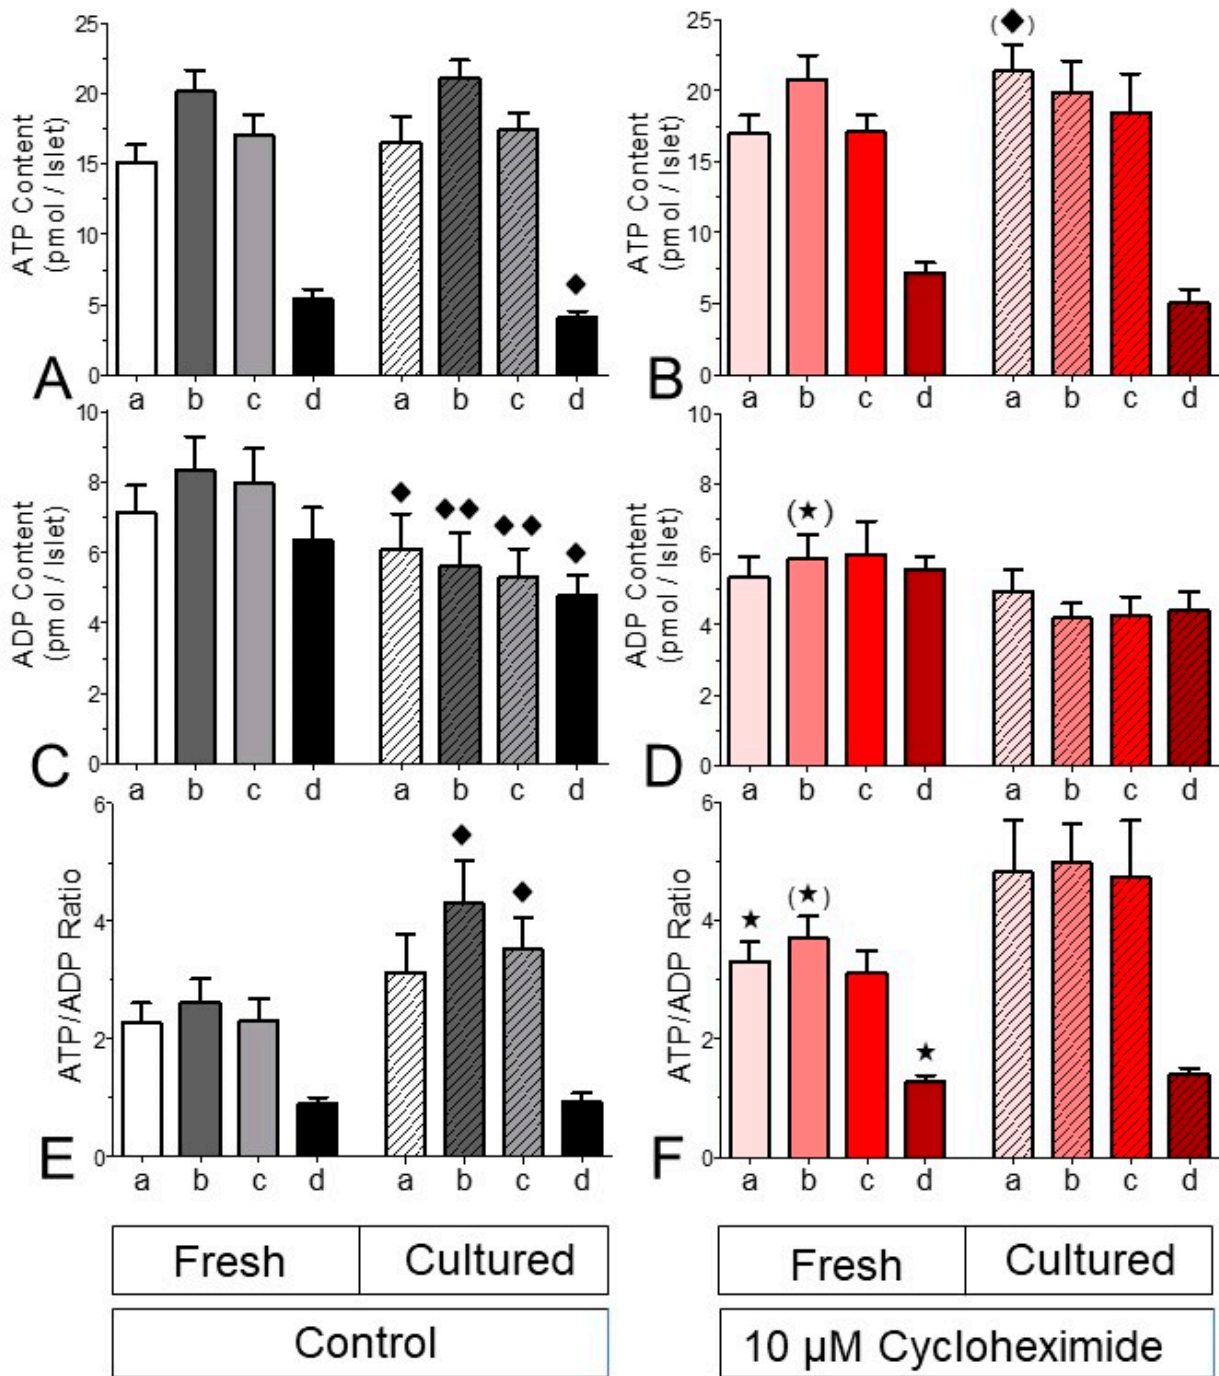 25
20
15
10
5
0
ATP Content
(pmol / Islet)
A
◆
a b c d a b c d
25
20
15
10
5
0
ATP Content
(pmol / Islet)
B
(◆)
a b c d a b c d
10
8
6
4
2
0
ADP Content
(pmol / Islet)
C
◆ ◆◆ ◆◆ ◆
a b c d a b c d
10
8
6
4
2
0
ADP Content
(pmol / Islet)
D
(★)
a b c d a b c d
6
4
2
0
ATP/ADP Ratio
E
◆ ◆
a b c d a b c d
6
4
2
0
ATP/ADP Ratio
F
★ (★) ★
a b c d a b c d
Fresh Cultured
Control
Fresh Cultured
10 µM Cycloheximide